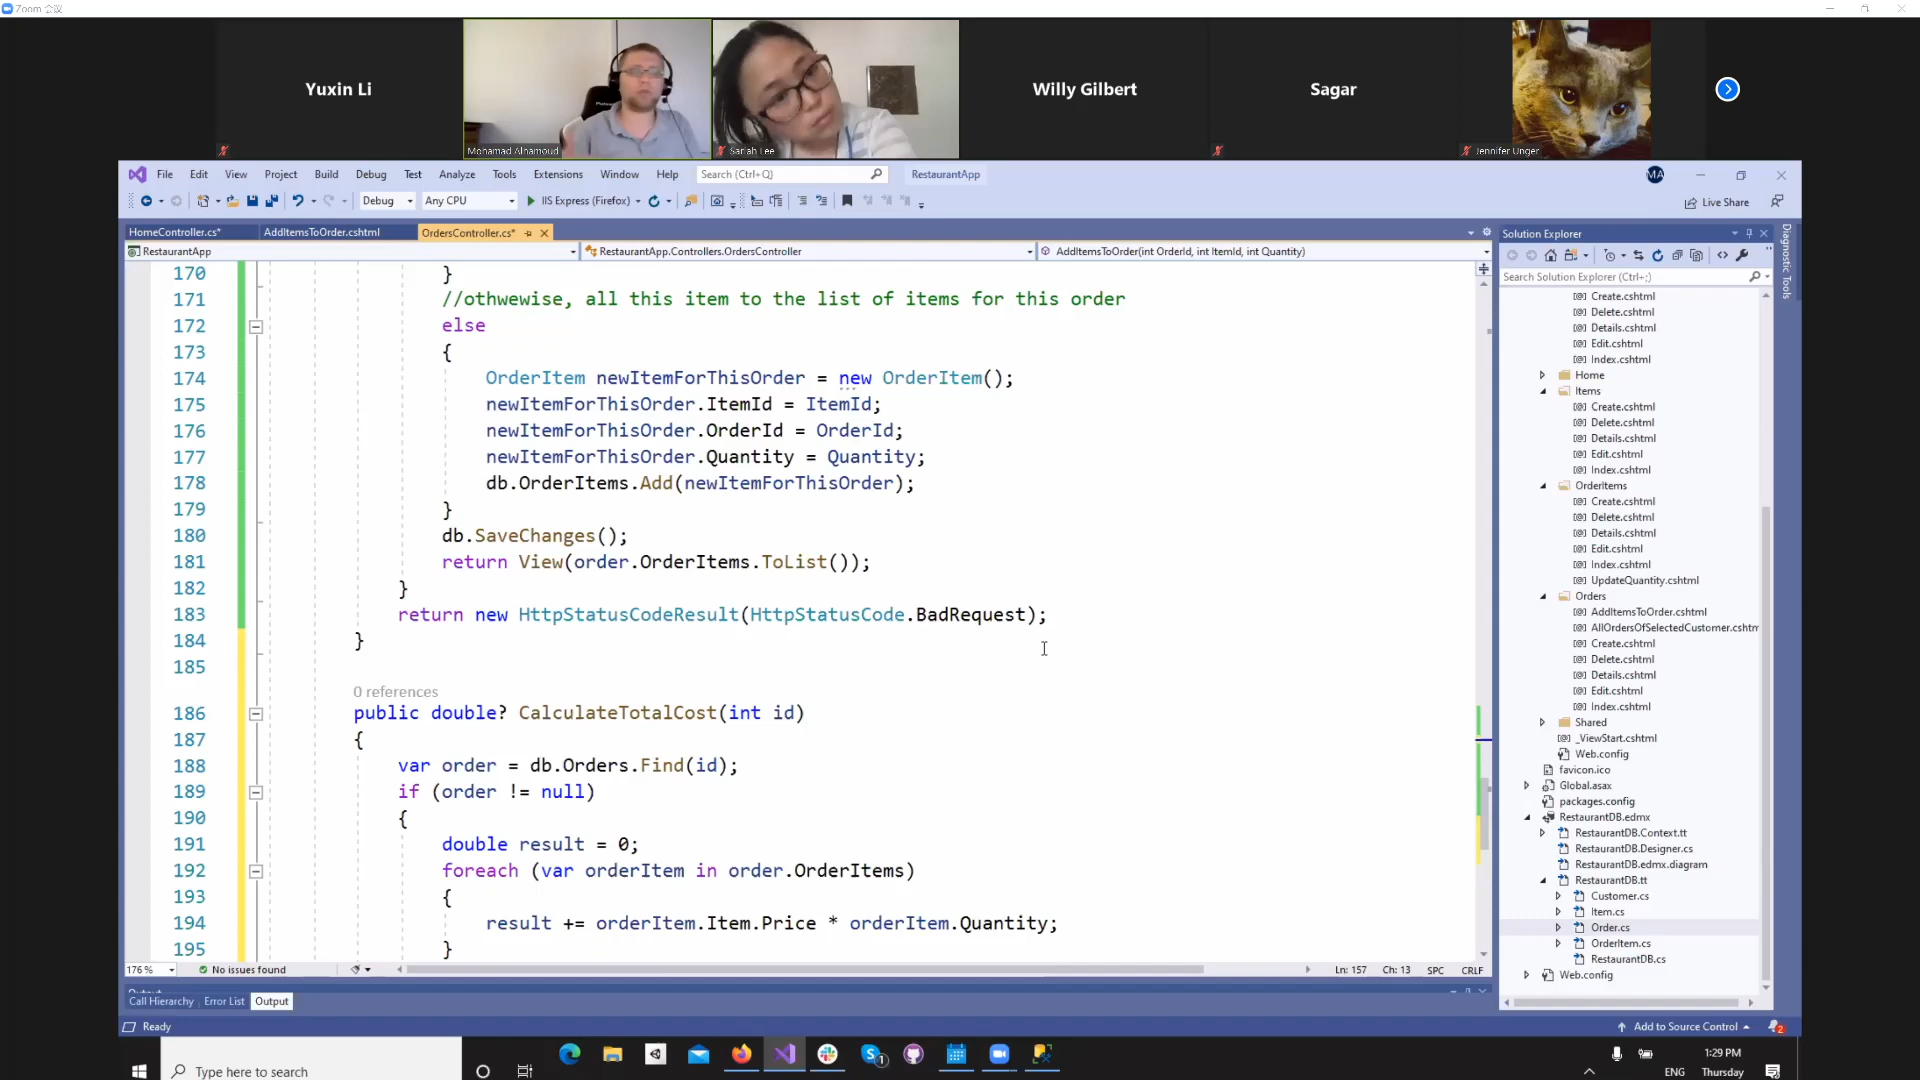 Zoom 会议
Yuxin Li
Mohamad Alhamoud
Sariah Lee
Willy Gilbert
Sagar
Jennifer Unger
File Edit View Project Build Debug Test Analyze Tools Extensions Window Help Search (Ctrl+Q) RestaurantApp MA
Debug Any CPU IIS Express (Firefox) Live Share
HomeController.cs* AddItemsToOrder.cshtml OrdersController.cs*
RestaurantApp RestaurantApp.Controllers.OrdersController AddItemsToOrder(int OrderId, int ItemId, int Quantity)
170 }
171 //othwewise, all this item to the list of items for this order
172 else
173 {
174 OrderItem newItemForThisOrder = new OrderItem();
175 newItemForThisOrder.ItemId = ItemId;
176 newItemForThisOrder.OrderId = OrderId;
177 newItemForThisOrder.Quantity = Quantity;
178 db.OrderItems.Add(newItemForThisOrder);
179 }
180 db.SaveChanges();
181 return View(order.OrderItems.ToList());
182 }
183 return new HttpStatusCodeResult(HttpStatusCode.BadRequest);
184 }
185
0 references
186 public double? CalculateTotalCost(int id)
187 {
188 var order = db.Orders.Find(id);
189 if (order != null)
190 {
191 double result = 0;
192 foreach (var orderItem in order.OrderItems)
193 {
194 result += orderItem.Item.Price * orderItem.Quantity;
195 }
176 % No issues found Ln: 157 Ch: 13 SPC CRLF
Output
Call Hierarchy Error List Output
Ready Add to Source Control 2
Solution Explorer
Search Solution Explorer (Ctrl+;)
Create.cshtml
Delete.cshtml
Details.cshtml
Edit.cshtml
Index.cshtml
Home
Items
Create.cshtml
Delete.cshtml
Details.cshtml
Edit.cshtml
Index.cshtml
OrderItems
Create.cshtml
Delete.cshtml
Details.cshtml
Edit.cshtml
Index.cshtml
UpdateQuantity.cshtml
Orders
AddItemsToOrder.cshtml
AllOrdersOfSelectedCustomer.cshtm
Create.cshtml
Delete.cshtml
Details.cshtml
Edit.cshtml
Index.cshtml
Shared
_ViewStart.cshtml
Web.config
favicon.ico
Global.asax
packages.config
RestaurantDB.edmx
RestaurantDB.Context.tt
RestaurantDB.Designer.cs
RestaurantDB.edmx.diagram
RestaurantDB.tt
Customer.cs
Item.cs
Order.cs
OrderItem.cs
RestaurantDB.cs
Web.config
Diagnostic Tools
Type here to search
1
ENG
1:29 PM
Thursday